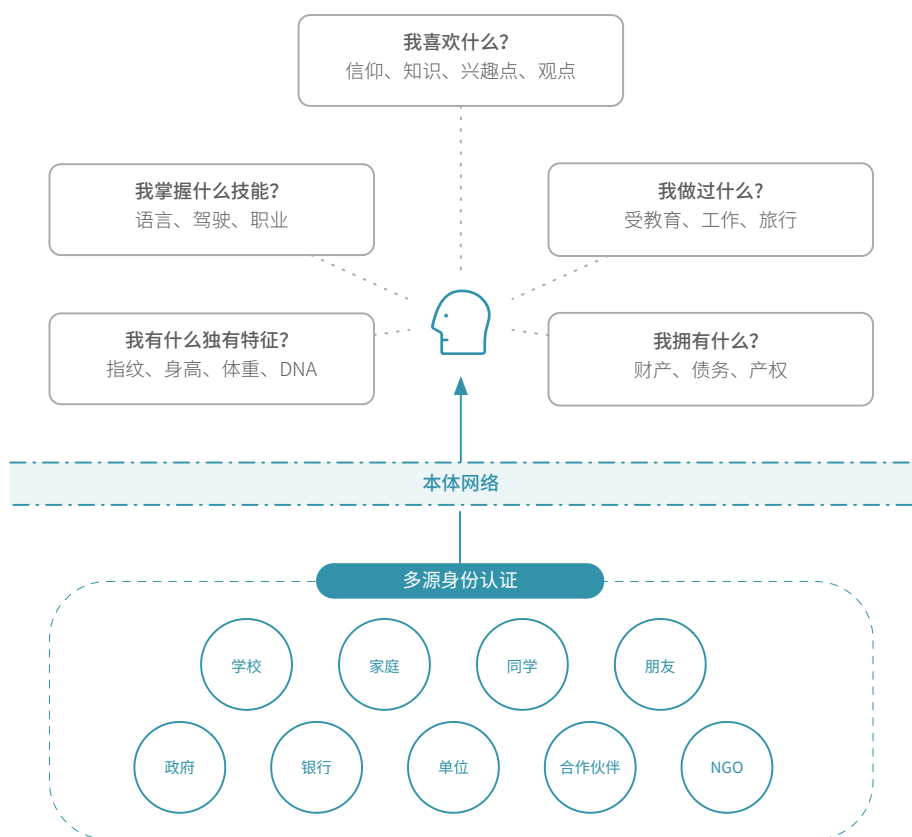 我喜欢什么？
信仰、知识、兴趣点、观点
我掌握什么技能？
语言、驾驶、职业
我做过什么？
受教育、工作、旅行
我有什么独有特征？
指纹、身高、体重、DNA
我拥有什么？
财产、债务、产权
本体网络
多源身份认证
学校
家庭
同学
朋友
政府
银行
单位
合作伙伴
NGO